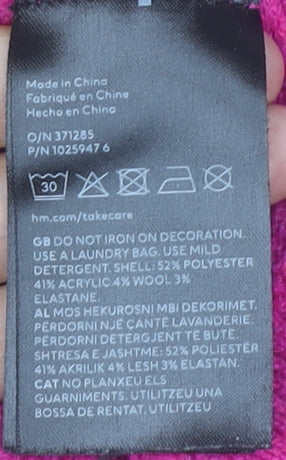 Made in China
Fabriqué en Chine
Hecho en China
O/N 371285
P/N 1025947 6
30
hm.com/takecare
GB DO NOT IRON ON DECORATION.
USE A LAUNDRY BAG. USE MILD
DETERGENT. SHELL: 52% POLYESTER
41% ACRYLIC 4% WOOL 3%
ELASTANE.
AL MOS HEKUROSNI MBI DEKORIMET.
PËRDORNI NJË ÇANTË LAVANDERIE.
PËRDORNI DETERGJENT TË BUTË.
SHTRESA E JASHTME: 52% POLIESTER
41% AKRILIK 4% LESH 3% ELASTAN.
CAT NO PLANXEU ELS
GUARNIMENTS. UTILITZEU UNA
BOSSA DE RENTAT. UTILITZEU